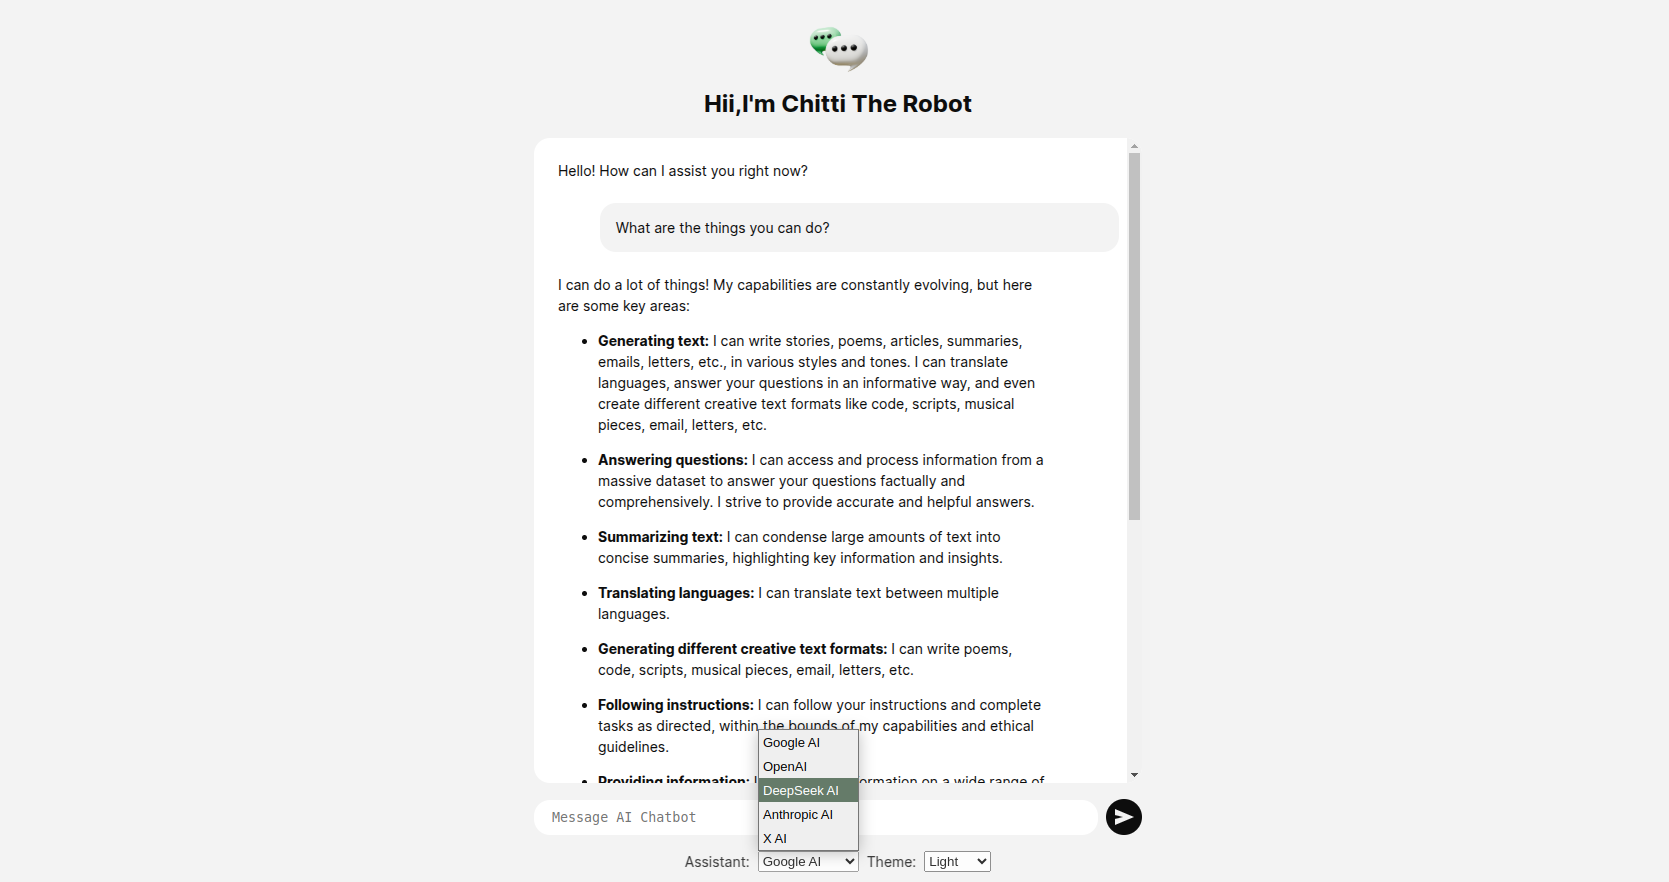 Hii,I'm Chitti The Robot
Hello! How can I assist you right now?
What are the things you can do?
I can do a lot of things! My capabilities are constantly evolving, but here
are some key areas:
Generating text: I can write stories, poems, articles, summaries,
emails, letters, etc., in various styles and tones. I can translate
languages, answer your questions in an informative way, and even
create different creative text formats like code, scripts, musical
pieces, email, letters, etc.
Answering questions: I can access and process information from a
massive dataset to answer your questions factually and
comprehensively. I strive to provide accurate and helpful answers.
Summarizing text: I can condense large amounts of text into
concise summaries, highlighting key information and insights.
Translating languages: I can translate text between multiple
languages.
Generating different creative text formats: I can write poems,
code, scripts, musical pieces, email, letters, etc.
Following instructions: I can follow your instructions and complete
tasks as directed, within the bounds of my capabilities and ethical
guidelines.
Providing information: I ormation on a wide range of
Google AI
OpenAI
DeepSeek AI
Anthropic AI
X AI
Message AI Chatbot
Assistant: Google AI Theme: Light